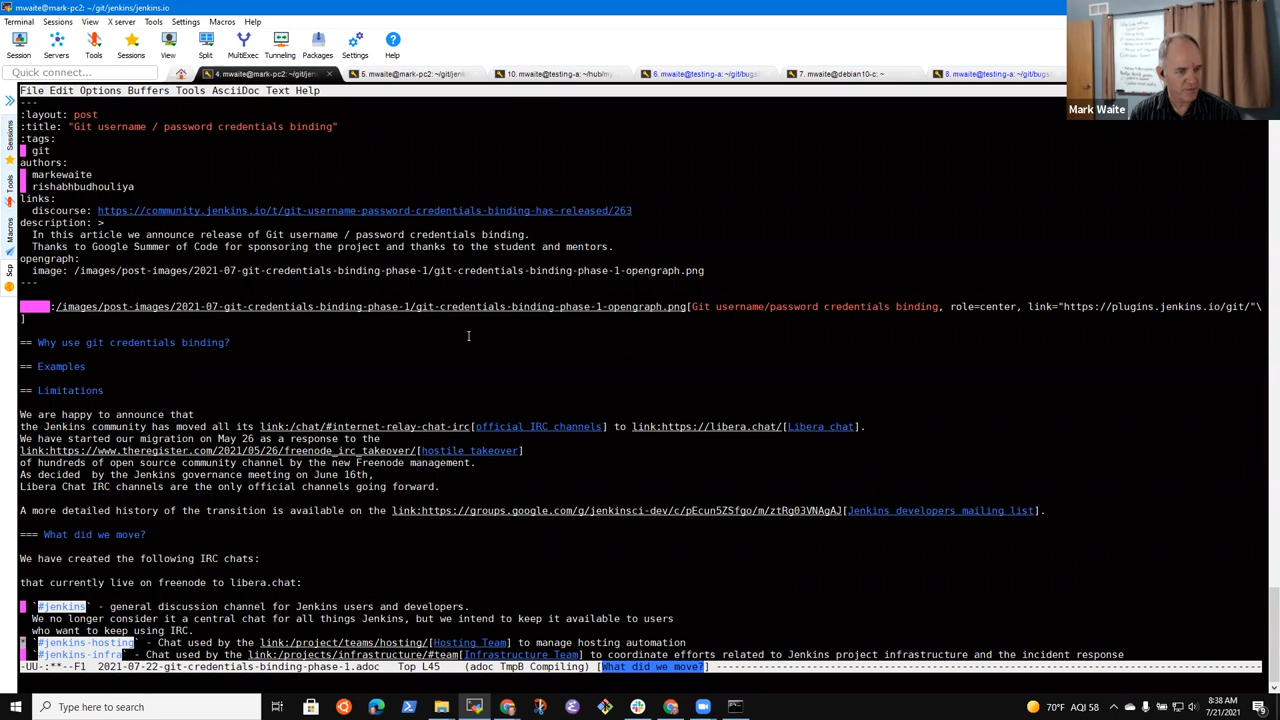 mwaite@mark-pc2: ~/git/jenkins/jenkins.io
Terminal Sessions View X server Tools Settings Macros Help
Session Servers Tools Sessions View Split MultiExec Tunneling Packages Settings Help
Quick connect...
4. mwaite@mark-pc2: ~/git/jen
5. mwaite@mark-pc2: ~/git/jenl
10. mwaite@testing-a: ~/hub/my
6. mwaite@testing-a: ~/git/bugs
7. mwaite@debian10-c: ~
8. mwaite@testing-a: ~/git/bugs
Mark Waite
Sessions
Tools
Macros
Scp
File Edit Options Buffers Tools AsciiDoc Text Help
---
:layout: post
:title: "Git username / password credentials binding"
:tags:
git
authors:
markewaite
rishabhbudhouliya
links:
discourse: https://community.jenkins.io/t/git-username-password-credentials-binding-has-released/263
description: >
In this article we announce release of Git username / password credentials binding.
Thanks to Google Summer of Code for sponsoring the project and thanks to the student and mentors.
opengraph:
image: /images/post-images/2021-07-git-credentials-binding-phase-1/git-credentials-binding-phase-1-opengraph.png
---
:/images/post-images/2021-07-git-credentials-binding-phase-1/git-credentials-binding-phase-1-opengraph.png[Git username/password credentials binding, role=center, link="https://plugins.jenkins.io/git/"\
]
== Why use git credentials binding?
== Examples
== Limitations
We are happy to announce that
the Jenkins community has moved all its link:/chat/#internet-relay-chat-irc[official IRC channels] to link:https://libera.chat/[Libera chat].
We have started our migration on May 26 as a response to the
link:https://www.theregister.com/2021/05/26/freenode_irc_takeover/[hostile takeover]
of hundreds of open source community channel by the new Freenode management.
As decided  by the Jenkins governance meeting on June 16th,
Libera Chat IRC channels are the only official channels going forward.
A more detailed history of the transition is available on the link:https://groups.google.com/g/jenkinsci-dev/c/pEcun5ZSfgo/m/ztRg03VNAgAJ[Jenkins developers mailing list].
=== What did we move?
We have created the following IRC chats:
that currently live on freenode to libera.chat:
`#jenkins` - general discussion channel for Jenkins users and developers.
We no longer consider it a central chat for all things Jenkins, but we intend to keep it available to users
who want to keep using IRC.
* `#jenkins-hosting` - Chat used by the link:/project/teams/hosting/[Hosting Team] to manage hosting automation
`#jenkins-infra` - Chat used by the link:/projects/infrastructure/#team[Infrastructure Team] to coordinate efforts related to Jenkins project infrastructure and the incident response
-UU-:**--F1 2021-07-22-git-credentials-binding-phase-1.adoc Top L45 (adoc TmpB Compiling) [What did we move?]
Type here to search
70°F AQI 58
8:38 AM
7/21/2021